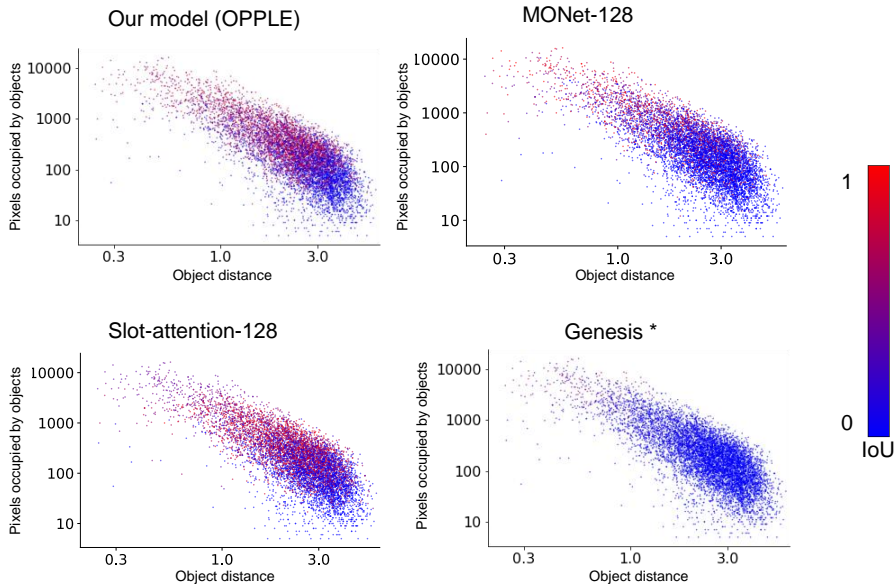 Our model (OPPLE)
Pixels occupied by objects
10000
1000
100
10
0.3
1.0
3.0
Object distance
MONet-128
Pixels occupied by objects
10000
1000
100
10
0.3
1.0
3.0
Object distance
Slot-attention-128
Pixels occupied by objects
10000
1000
100
10
0.3
1.0
3.0
Object distance
Genesis *
Pixels occupied by objects
10000
1000
100
10
0.3
1.0
3.0
Object distance
1
0
IoU